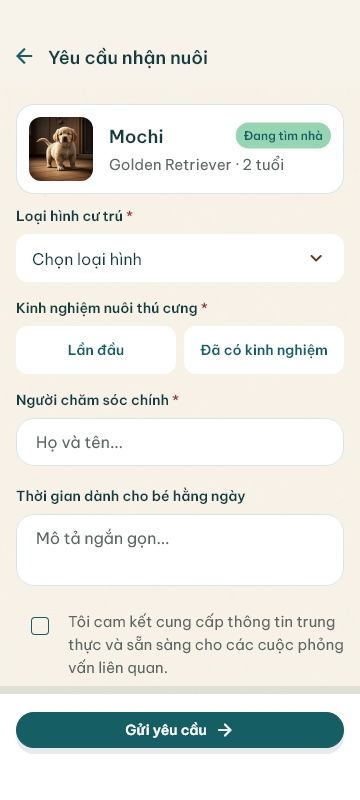 Yêu cầu nhận nuôi
Mochi
Đang tìm nhà
Golden Retriever · 2 tuổi
Loại hình cư trú *
Chọn loại hình
Kinh nghiệm nuôi thú cưng *
Lần đầu
Đã có kinh nghiệm
Người chăm sóc chính *
Họ và tên...
Thời gian dành cho bé hằng ngày
Mô tả ngắn gọn...
Tôi cam kết cung cấp thông tin trung
thực và sẵn sàng cho các cuộc phỏng
vấn liên quan.
Gửi yêu cầu